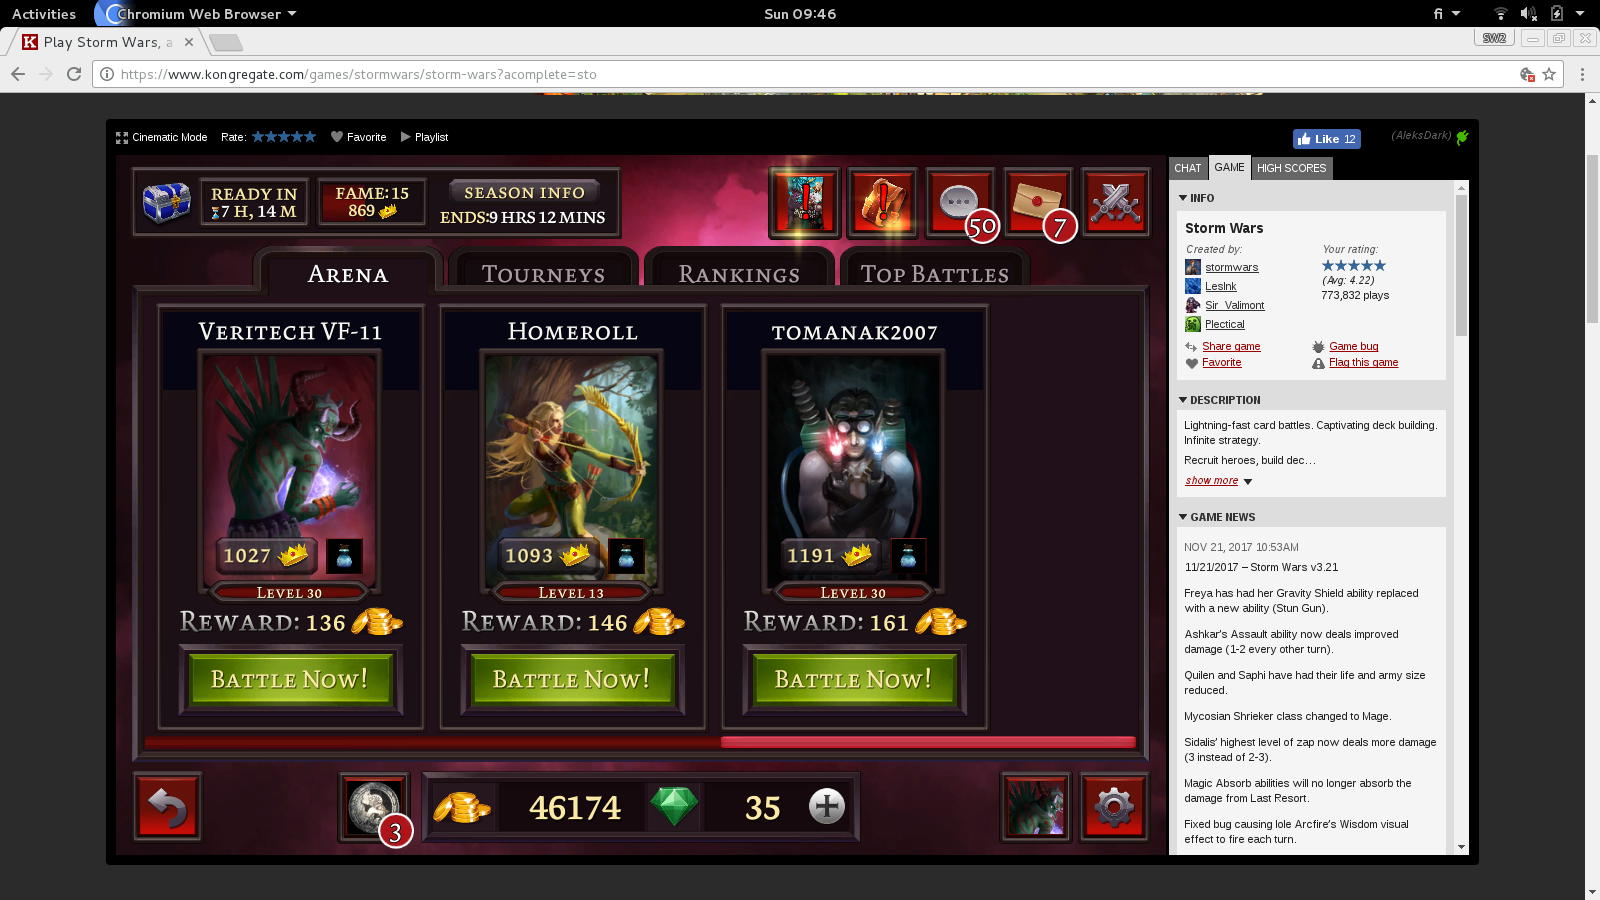 Activities
Chromium Web Browser
Sun 09:46
fi
Play Storm Wars, a
SW2
https://www.kongregate.com/games/stormwars/storm-wars?acomplete=sto
Cinematic Mode
Rate:
Favorite
Playlist
Like 12
(AleksDark)
READY IN
7 H, 14 M
FAME: 15
869
SEASON INFO
ENDS:9 HRS 12 MINS
!
!
50
7
ARENA
TOURNEYS
RANKINGS
TOP BATTLES
VERITECH VF-11
1027
LEVEL 30
REWARD: 136
BATTLE NOW!
HOMEROLL
1093
LEVEL 13
REWARD: 146
BATTLE NOW!
TOMANAK2007
1191
LEVEL 30
REWARD: 161
BATTLE NOW!
3
46174
35
CHAT
GAME
HIGH SCORES
INFO
Storm Wars
Created by:
stormwars
LesInk
Sir_Valimont
Plectical
Your rating:
(Avg: 4.22)
773,832 plays
Share game
Game bug
Favorite
Flag this game
DESCRIPTION
Lightning-fast card battles. Captivating deck building.
Infinite strategy.
Recruit heroes, build dec...
show more
GAME NEWS
NOV 21, 2017 10:53AM
11/21/2017 – Storm Wars v3.21
Freya has had her Gravity Shield ability replaced
with a new ability (Stun Gun).
Ashkar's Assault ability now deals improved
damage (1-2 every other turn).
Quilen and Saphi have had their life and army size
reduced.
Mycosian Shrieker class changed to Mage.
Sidalis' highest level of zap now deals more damage
(3 instead of 2-3).
Magic Absorb abilities will no longer absorb the
damage from Last Resort.
Fixed bug causing Iole Arcfire's Wisdom visual
effect to fire each turn.